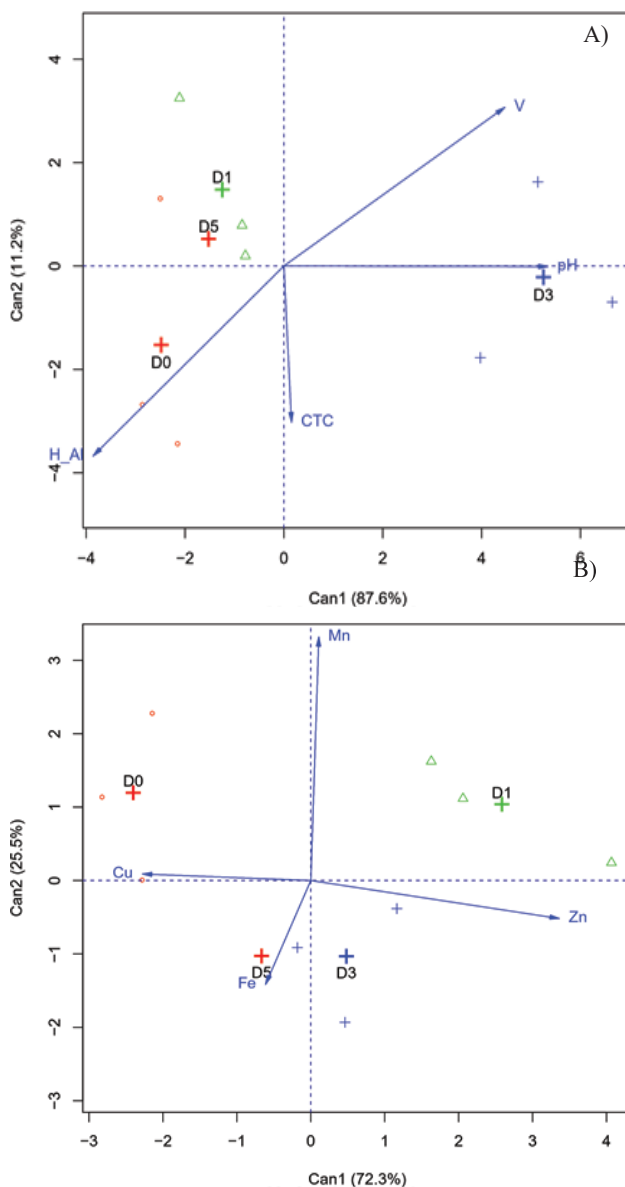 A)
4
V
D1
2
D5
0
pH
D3
Can2 (11.2%)
D0
-2
CTC
H_Al
-4
-4 -2 0 2 4 6
Can1 (87.6%)
B)
Mn
3
2
D0
D1
1
Cu
0
Can2 (25.5%)
Zn
-1
D5 D3
Fe
-2
-3
-3 -2 -1 0 1 2 3 4
Can1 (72.3%)